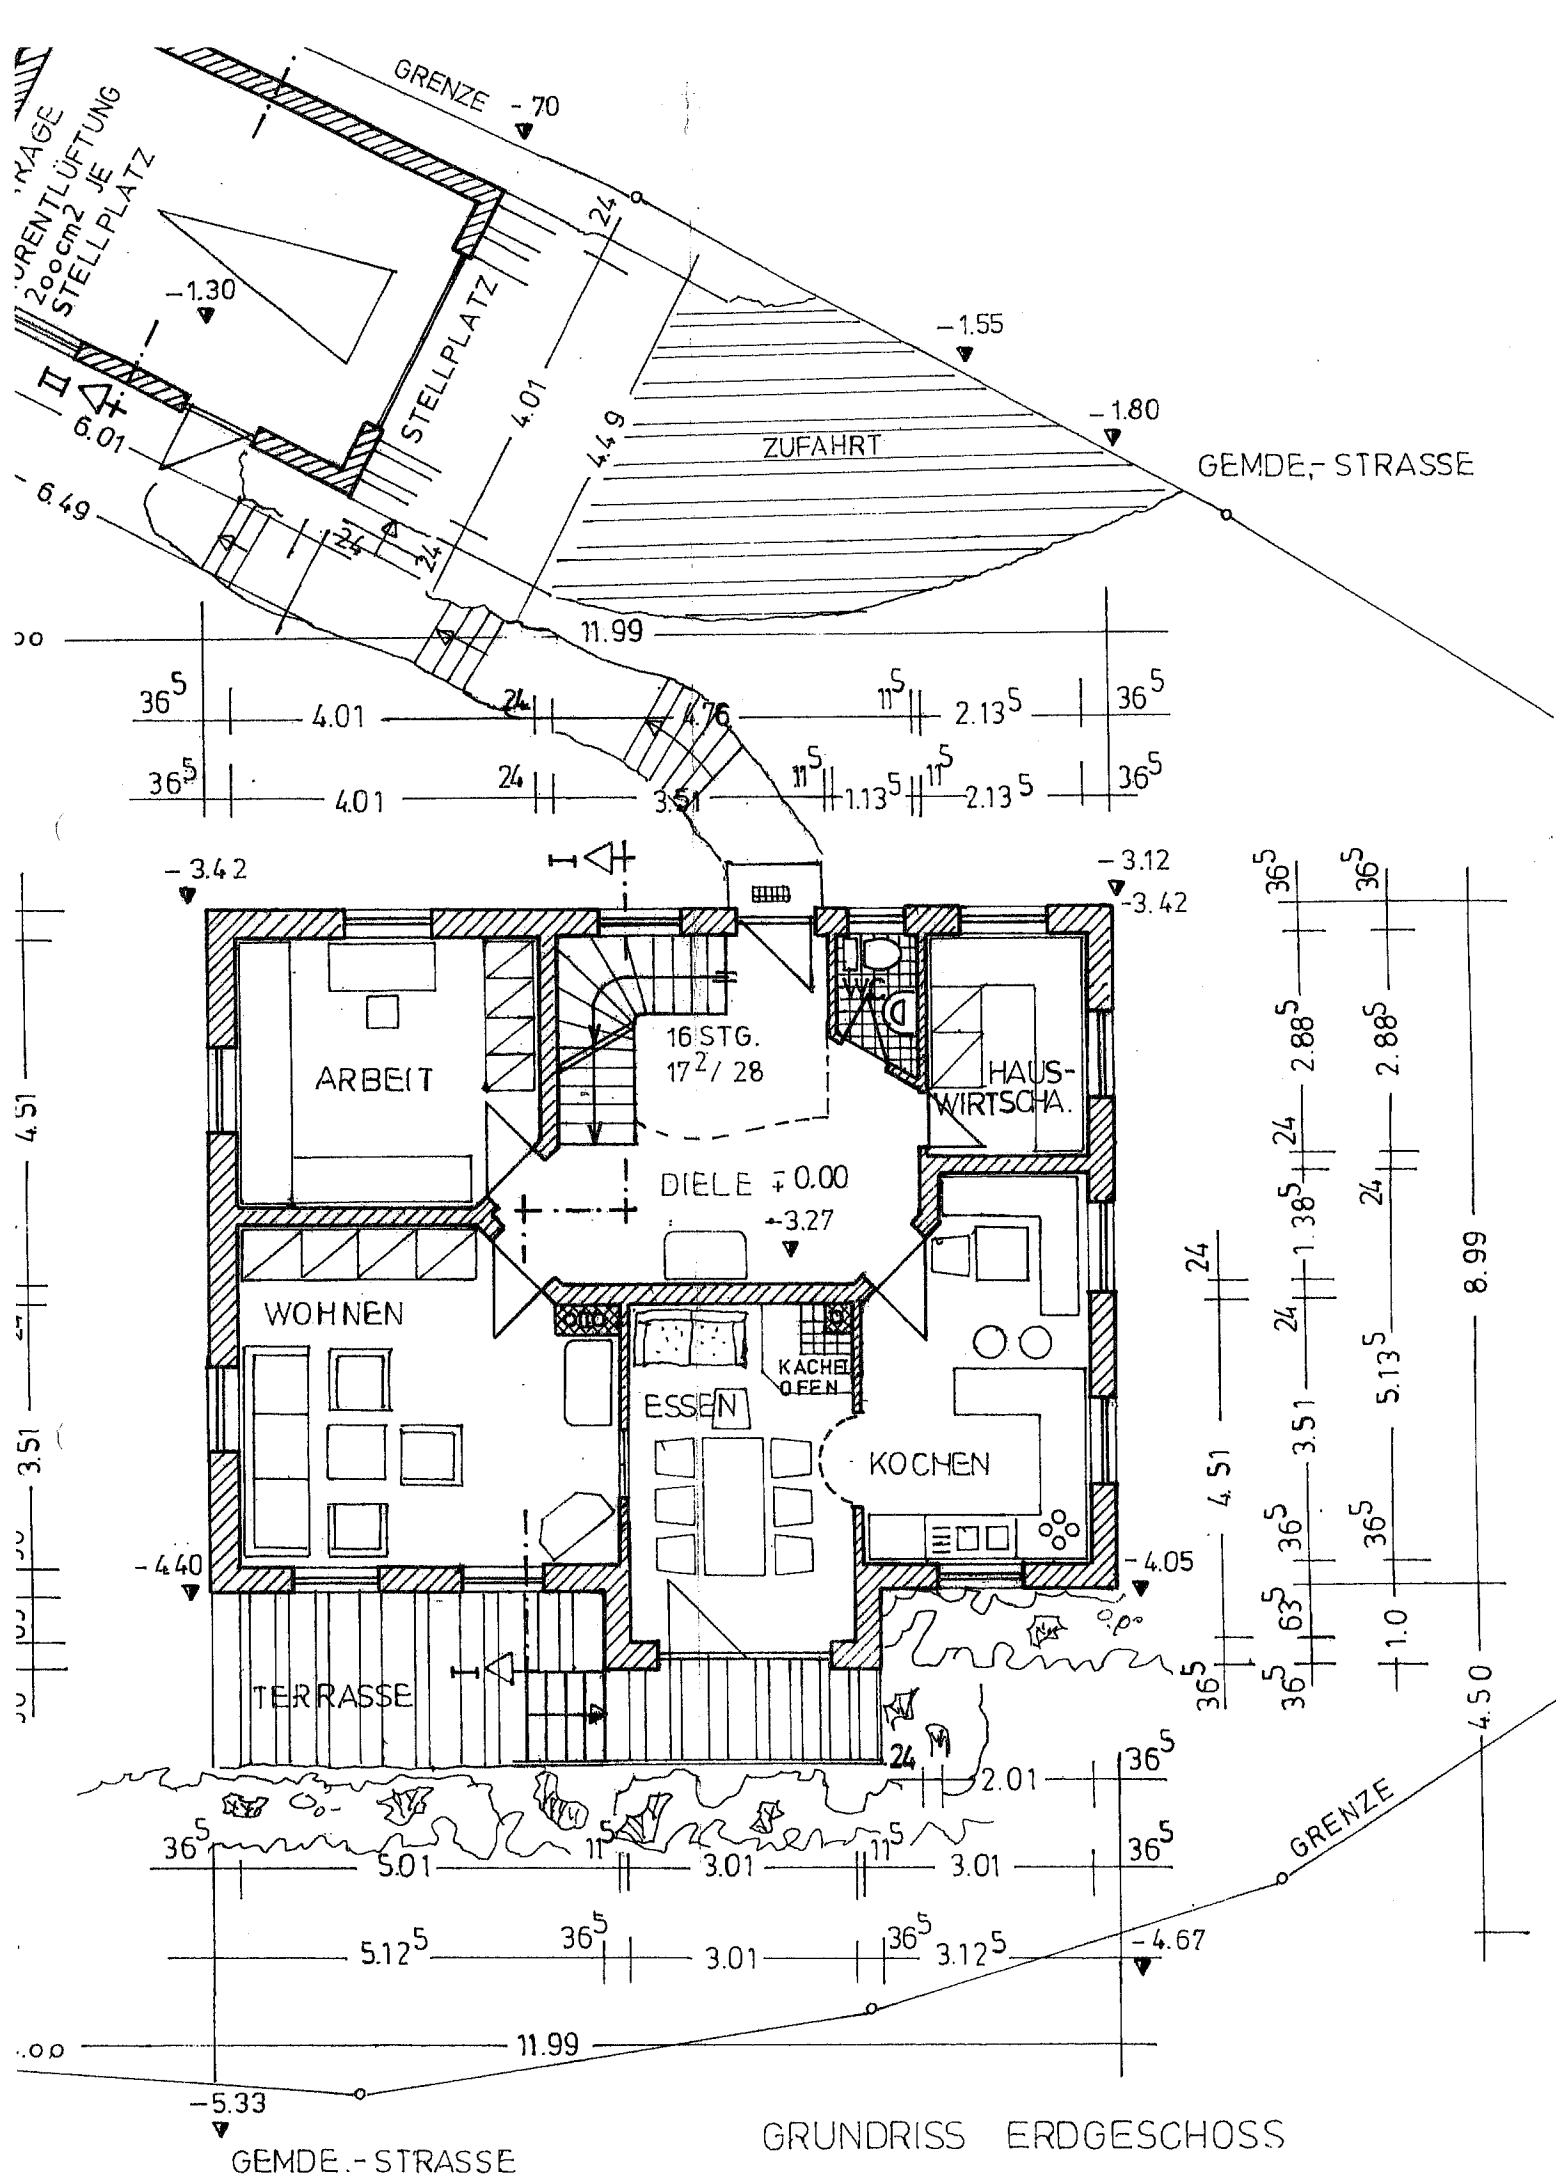 GRENZE
-70
RAGE
ÜRENTLÜFTUNG
200cm2 JE
STELLPLATZ
-1.30
STELLPLATZ
24
4.01
4.49
24
24
-1.55
-1.80
ZUFAHRT
GEMDE,-STRASSE
II
6.01
6.49
11.99
36⁵
4.01
24
4.76
11⁵
2.13⁵
36⁵
36⁵
4.01
24
3.51
11⁵
1.13⁵
11⁵
2.13⁵
36⁵
I
-3.42
-3.12
-3.42
ARBEIT
16 STG.
17²/ 28
WC
HAUS-
WIRTSCHA.
DIELE ∓0.00
-3.27
WOHNEN
KACHEL
OFEN
ESSEN
KOCHEN
-4.40
-4.05
TERRASSE
I
4.51
24
3.51
36⁵
2.88⁵
24
1.38⁵
24
3.51
36⁵
63⁵
36⁵
24
4.51
36⁵
36⁵
2.88⁵
24
5.13⁵
36⁵
1.0
8.99
4.50
24
2.01
36⁵
36⁵
5.01
11⁵
3.01
11⁵
3.01
36⁵
5.12⁵
36⁵
3.01
36⁵
3.12⁵
-4.67
GRENZE
11.99
-5.33
GEMDE.-STRASSE
GRUNDRISS ERDGESCHOSS